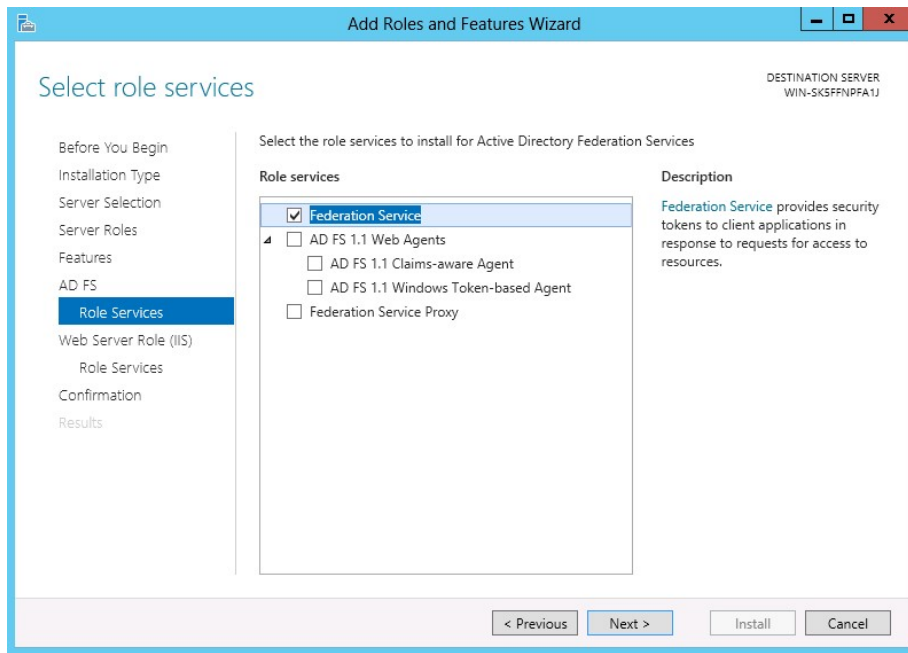 Add Roles and Features Wizard
Select role services
DESTINATION SERVER
WIN-SK5FFNPFA1J
Before You Begin
Installation Type
Server Selection
Server Roles
Features
AD FS
Role Services
Web Server Role (IIS)
Role Services
Confirmation
Results
Select the role services to install for Active Directory Federation Services
Role services
Federation Service
AD FS 1.1 Web Agents
AD FS 1.1 Claims-aware Agent
AD FS 1.1 Windows Token-based Agent
Federation Service Proxy
Description
Federation Service provides security
tokens to client applications in
response to requests for access to
resources.
< Previous
Next >
Install
Cancel